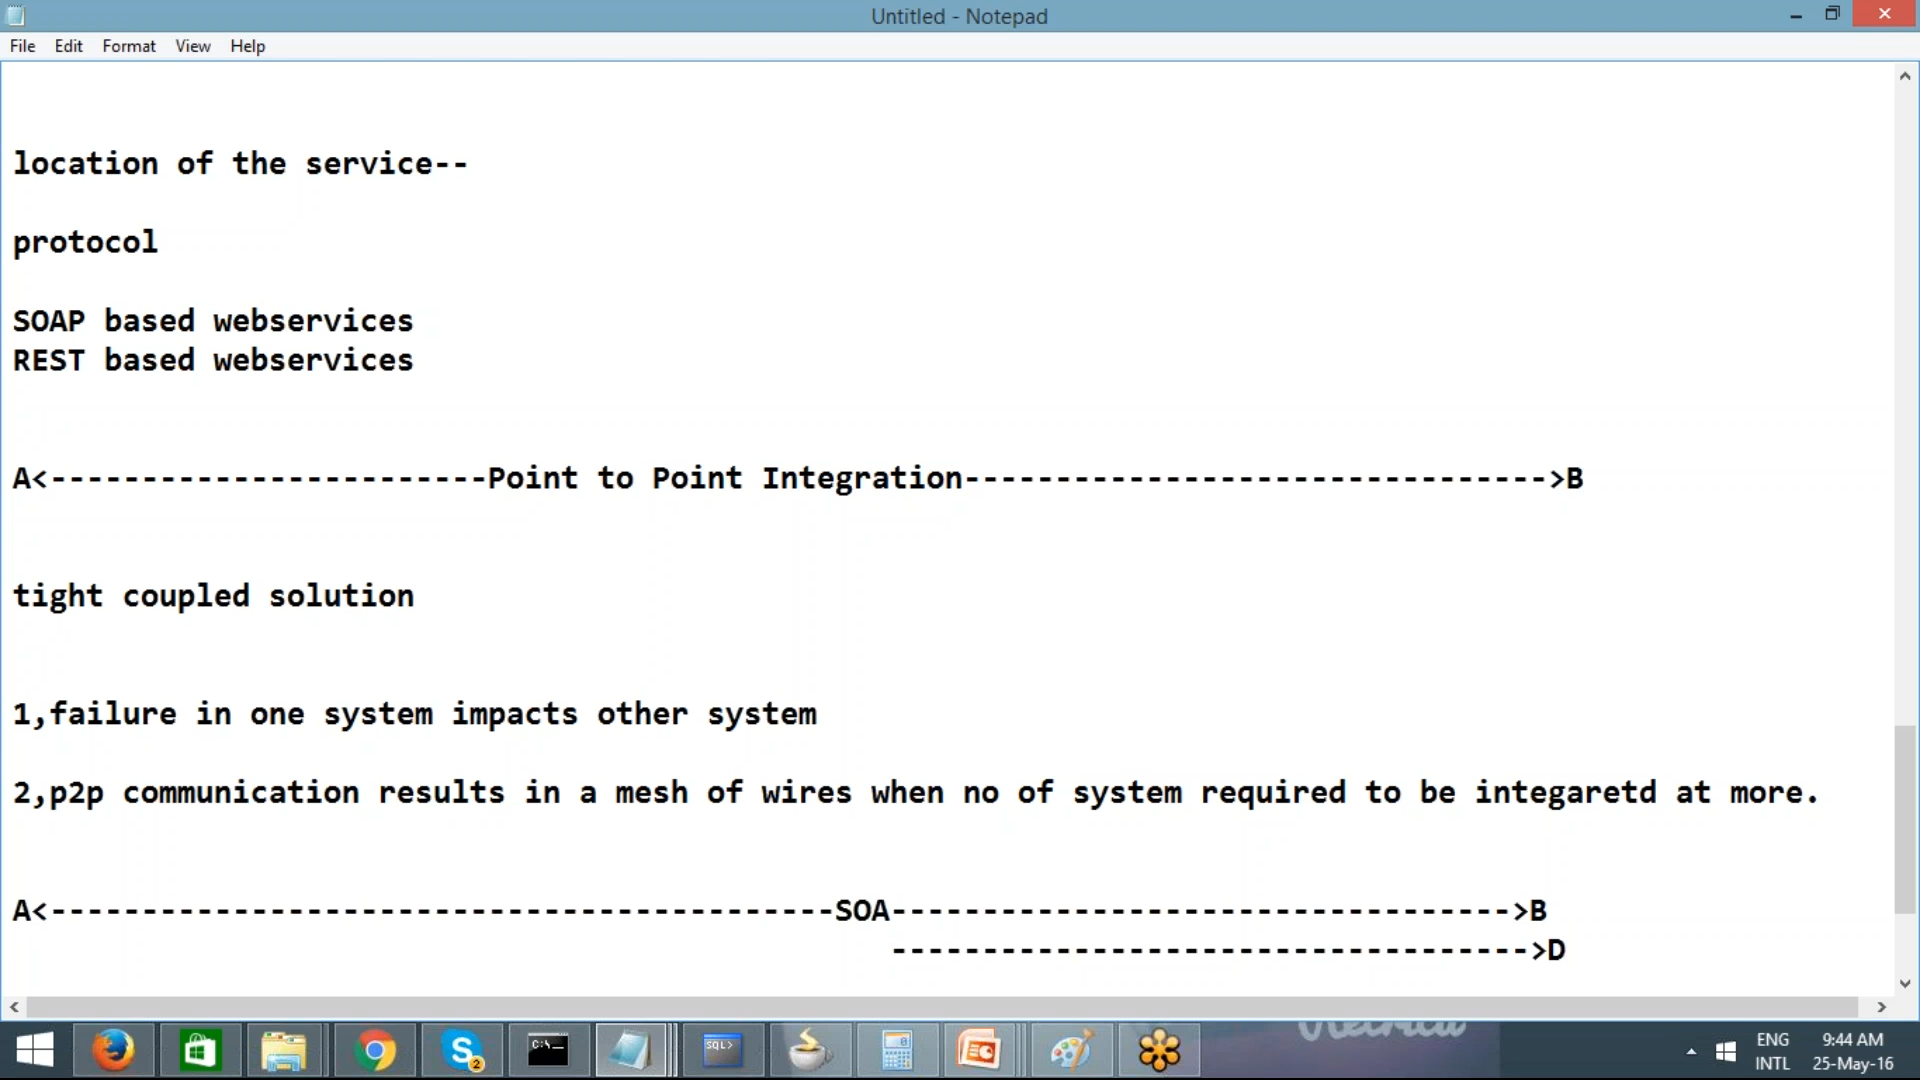 Untitled - Notepad
File Edit Format View Help
location of the service--
protocol
SOAP based webservices
REST based webservices
A<------------------------Point to Point Integration-------------------------------->B
tight coupled solution
1,failure in one system impacts other system
2,p2p communication results in a mesh of wires when no of system required to be integaretd at more.
A<-------------------------------------------SOA---------------------------------->B
----------------------------------->D
ENG 9:44 AM
INTL 25-May-16